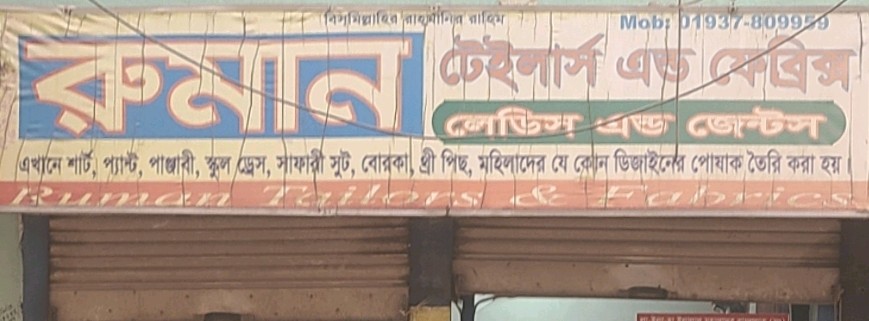 বিসমিল্লাহির রাহমানির রাহিম
Mob: 01937-809959
রুমান
টেইলার্স এন্ড ফেব্রিক্স
লেডিস এন্ড জেন্টস
এখানে শার্ট, প্যান্ট, পাঞ্জাবী, স্কুল ড্রেস, সাফারী সুট, বোরকা, থ্রী পিছ, মহিলাদের যে কোন ডিজাইনের পোষাক তৈরি করা হয়।
Ruman Tailors & Fabrics